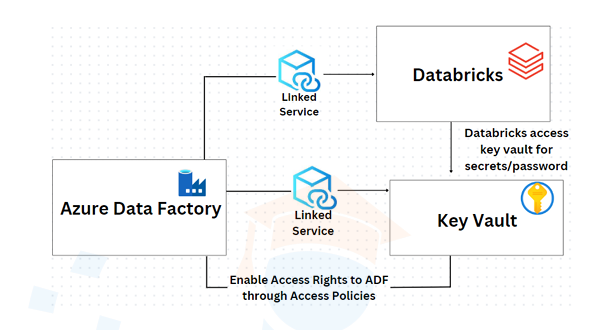 Linked
Service
Databricks
Databricks access
key vault for
secrets/password
Azure Data Factory
Linked
Service
Key Vault
Enable Access Rights to ADF
through Access Policies